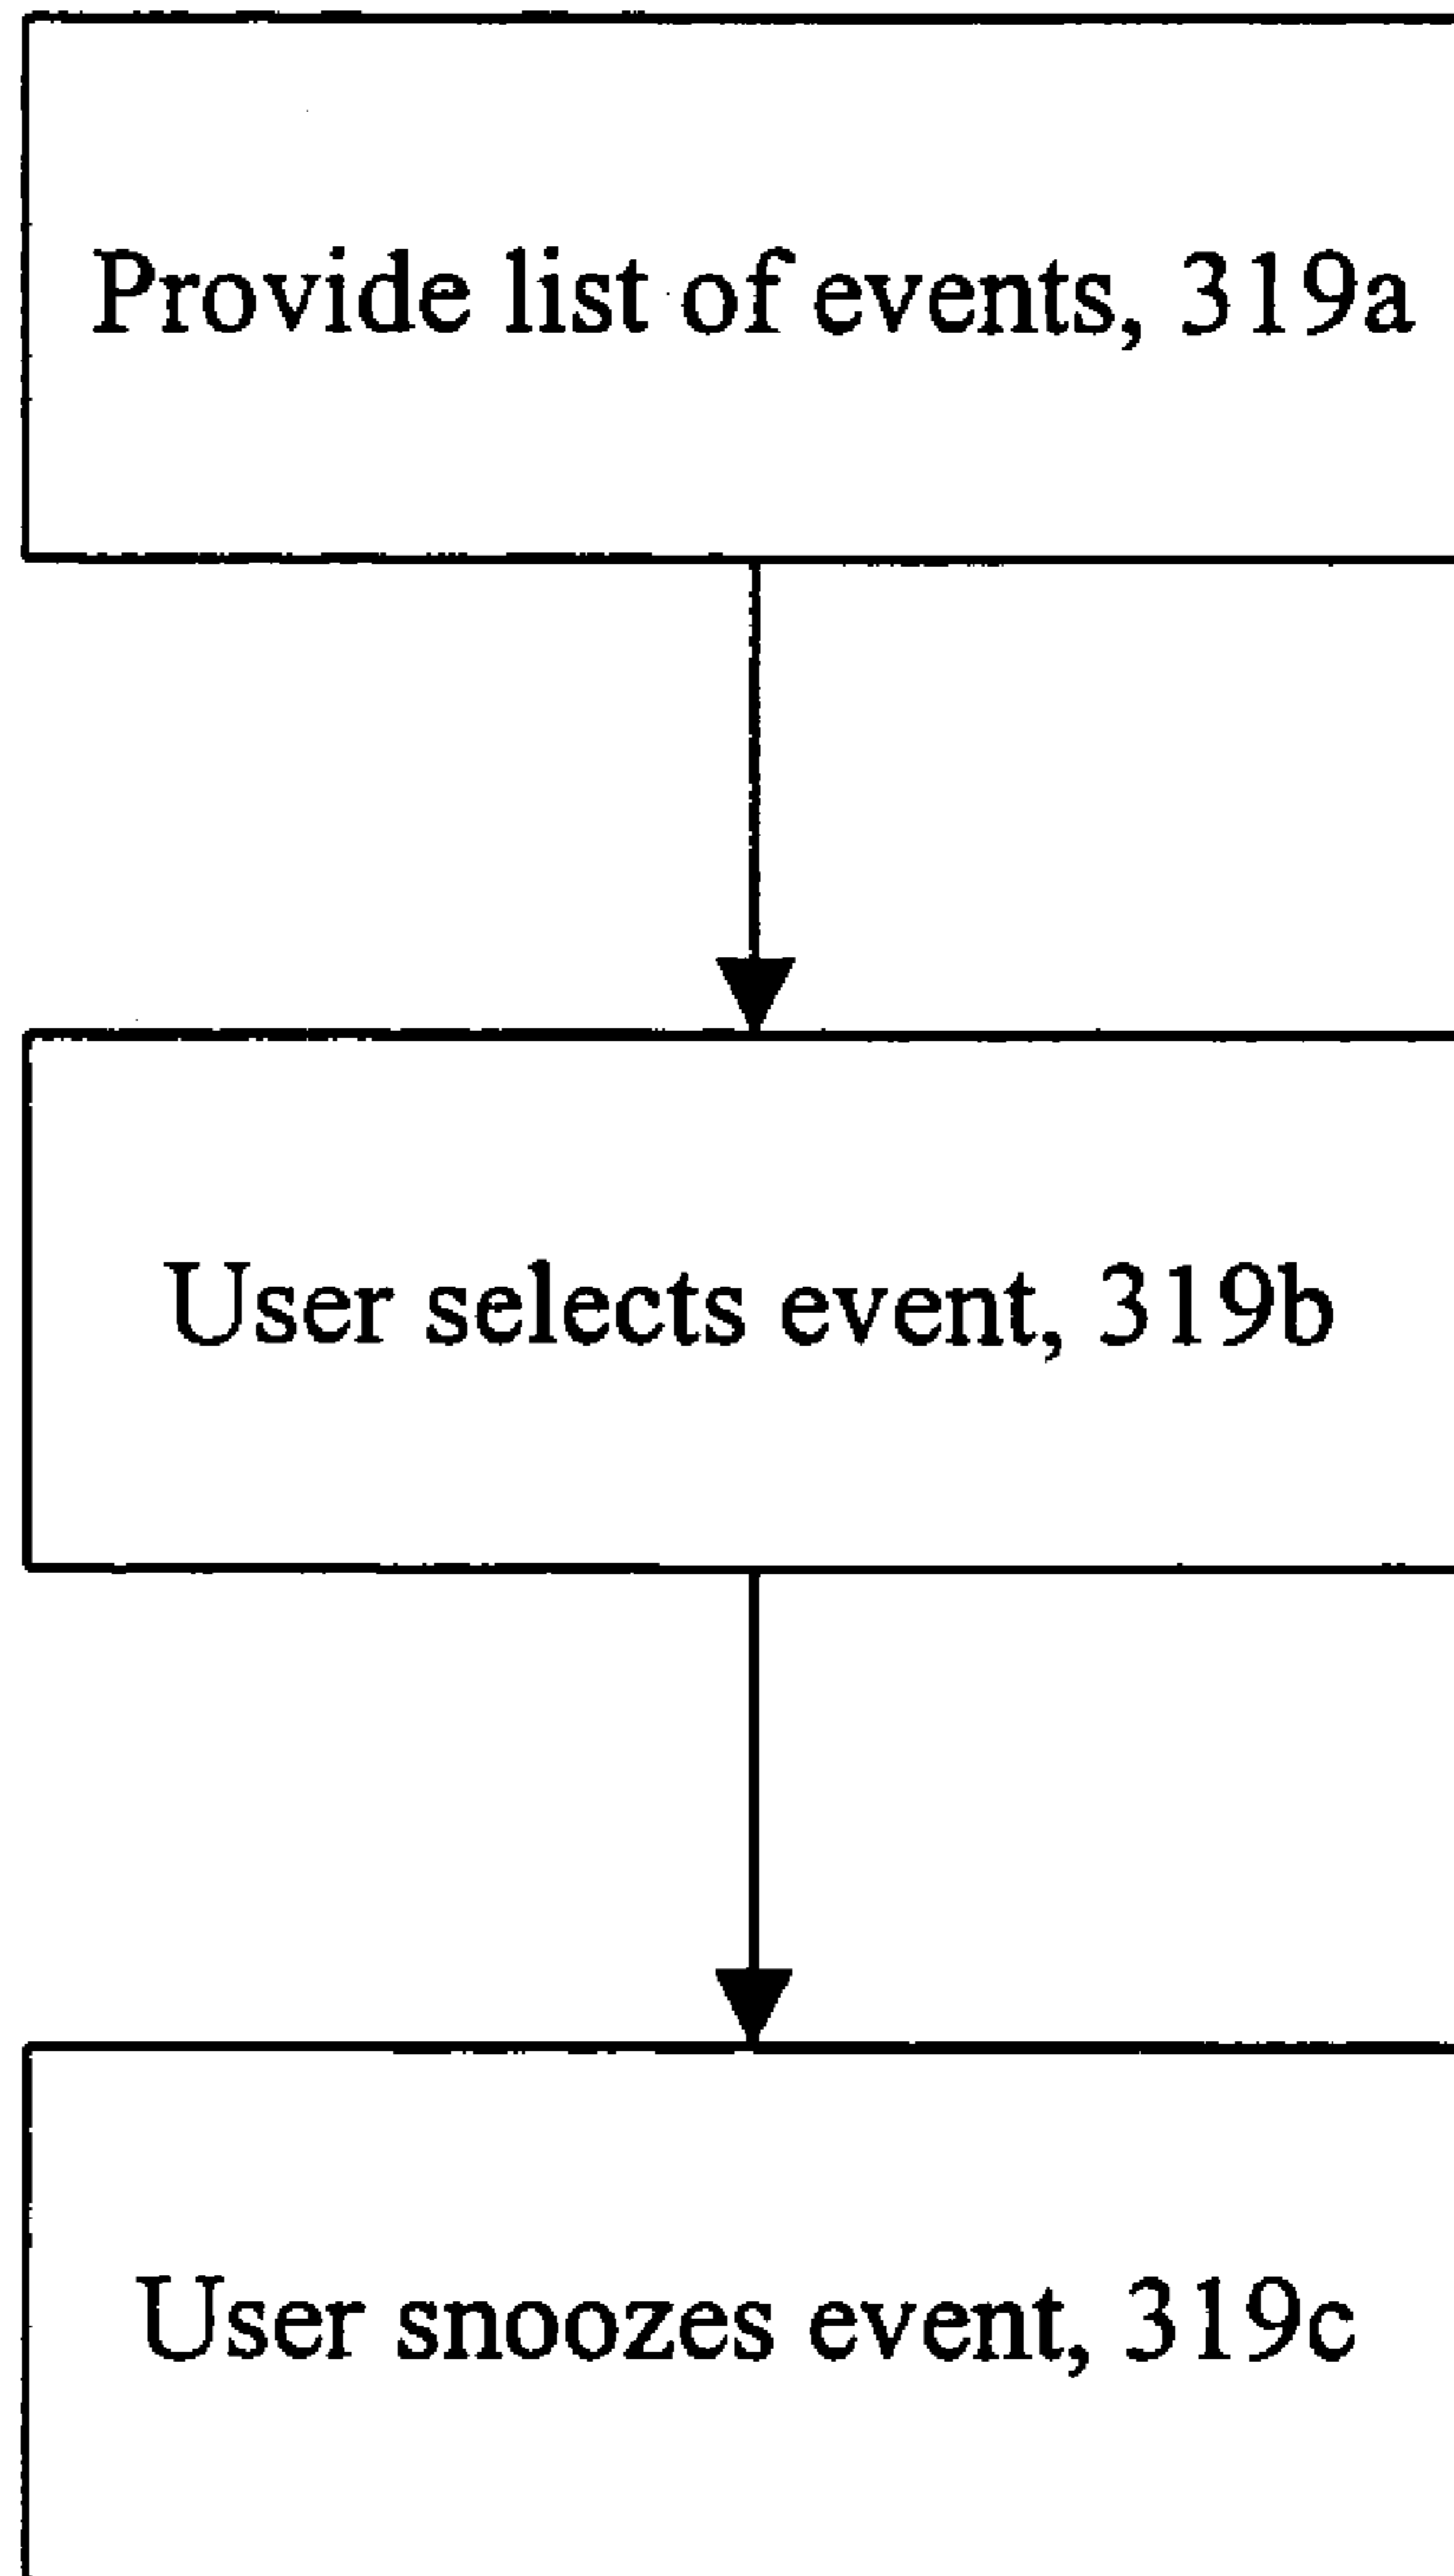 Provide list of events, 319a
User selects event, 319b
User snoozes event, 319c